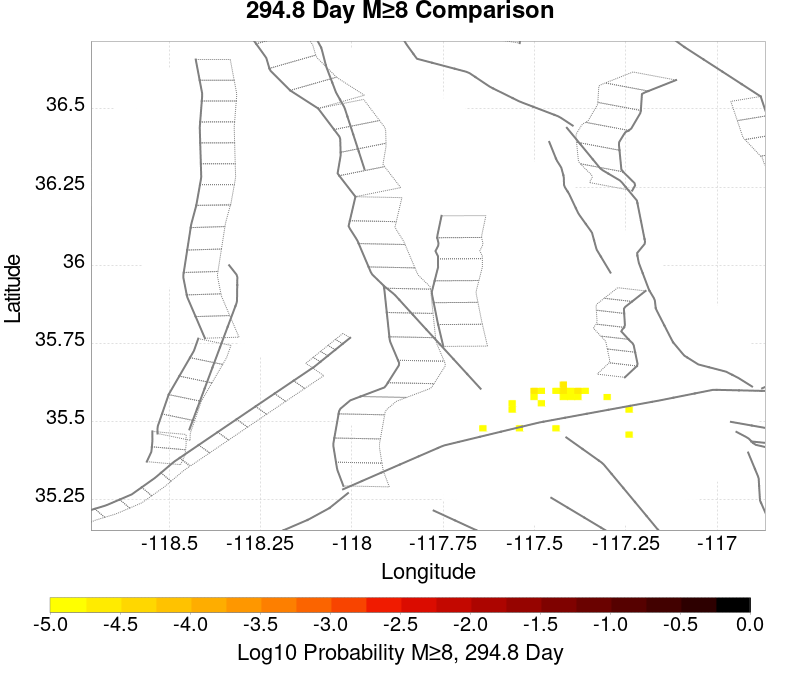 294.8 Day M≥8 Comparison
36.5
36.25
36
35.75
35.5
35.25
Latitude
-118.5 -118.25 -118 -117.75 -117.5 -117.25 -117
Longitude
-5.0 -4.5 -4.0 -3.5 -3.0 -2.5 -2.0 -1.5 -1.0 -0.5 0.0
Log10 Probability M≥8, 294.8 Day